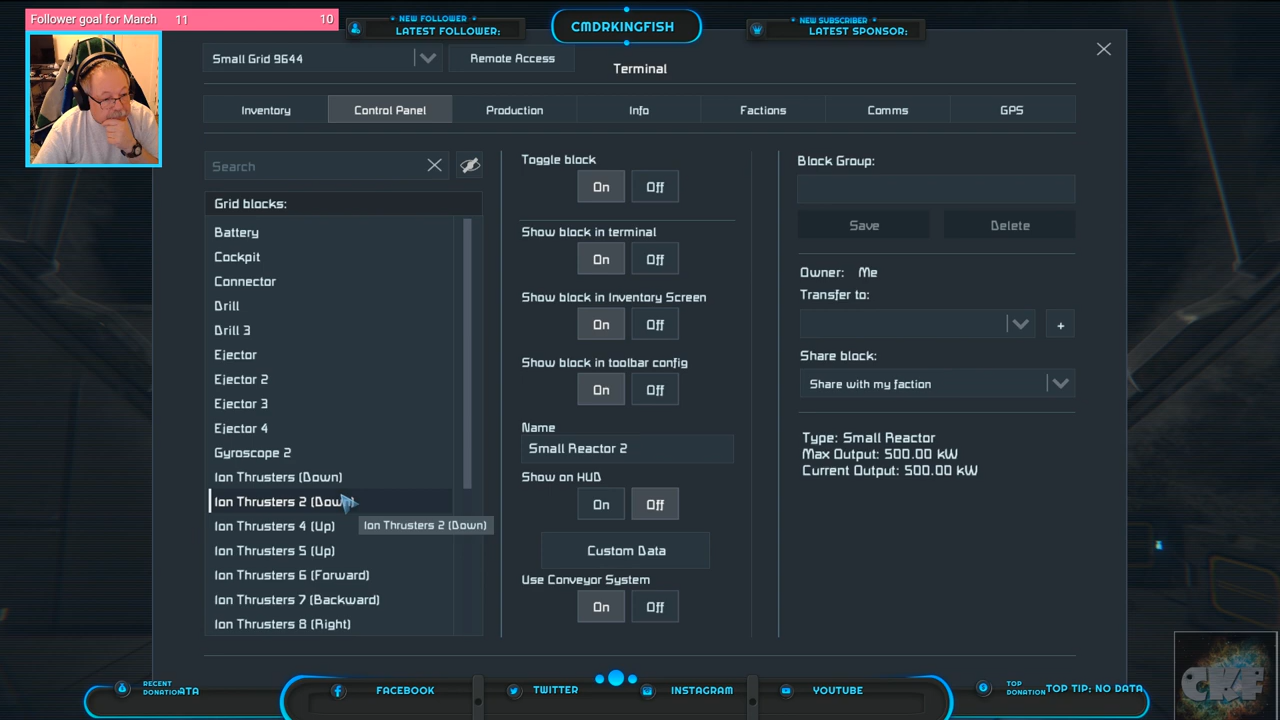 Follower goal for March 11 10
NEW FOLLOWER
LATEST FOLLOWER:
CMDRKINGFISH
NEW SUBSCRIBER
LATEST SPONSOR:
Small Grid 9644
Remote Access
Terminal
Inventory
Control Panel
Production
Info
Factions
Comms
GPS
Search
Grid blocks:
Battery
Cockpit
Connector
Drill
Drill 3
Ejector
Ejector 2
Ejector 3
Ejector 4
Gyroscope 2
Ion Thrusters (Down)
Ion Thrusters 2 (Down)
Ion Thrusters 2 (Down)
Ion Thrusters 4 (Up)
Ion Thrusters 5 (Up)
Ion Thrusters 6 (Forward)
Ion Thrusters 7 (Backward)
Ion Thrusters 8 (Right)
Toggle block
On Off
Show block in terminal
On Off
Show block in Inventory Screen
On Off
Show block in toolbar config
On Off
Name
Small Reactor 2
Show on HUD
On Off
Custom Data
Use Conveyor System
On Off
Block Group:
Save
Delete
Owner: Me
Transfer to:
+
Share block:
Share with my faction
Type: Small Reactor
Max Output: 500.00 kW
Current Output: 500.00 kW
RECENT
DONATION
ATA
FACEBOOK
TWITTER
INSTAGRAM
YOUTUBE
TOP
DONATION
TOP TIP: NO DATA
CKF